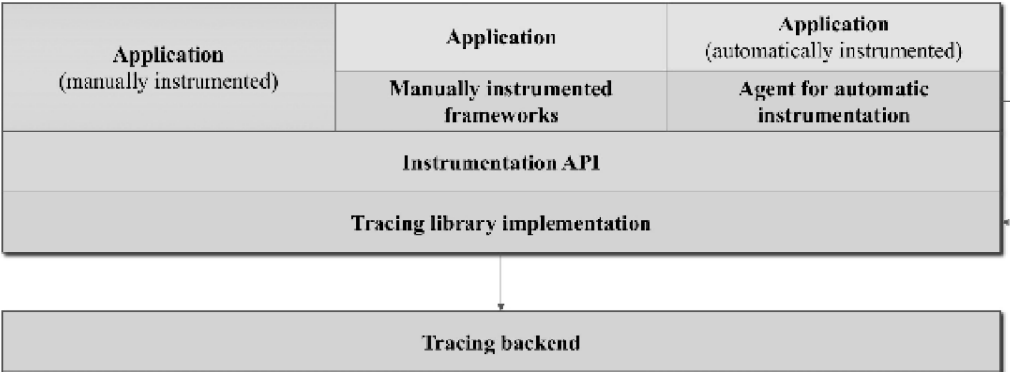 Application
(manually instrumented)
Application
Application
(automatically instrumented)
Manually instrumented
frameworks
Agent for automatic
instrumentation
Instrumentation API
Tracing library implementation
Tracing backend